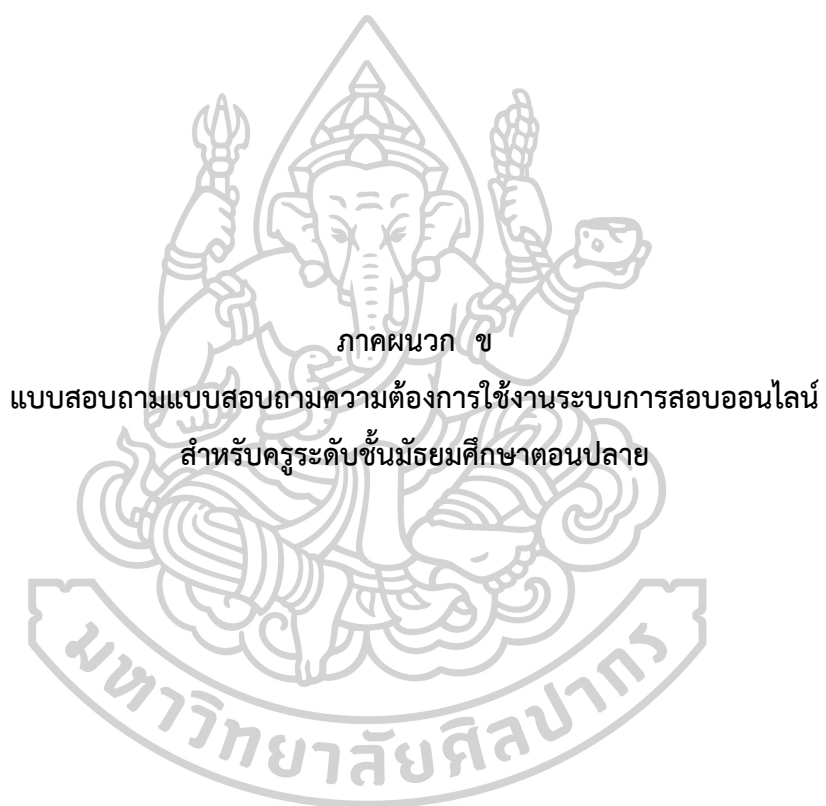 ภาคผนวก ข
แบบสอบถามแบบสอบถามความต้องการใช้งานระบบการสอบออนไลน์
สำหรับครูระดับชั้นมัธยมศึกษาตอนปลาย
มหาวิทยาลัยศิลปากร